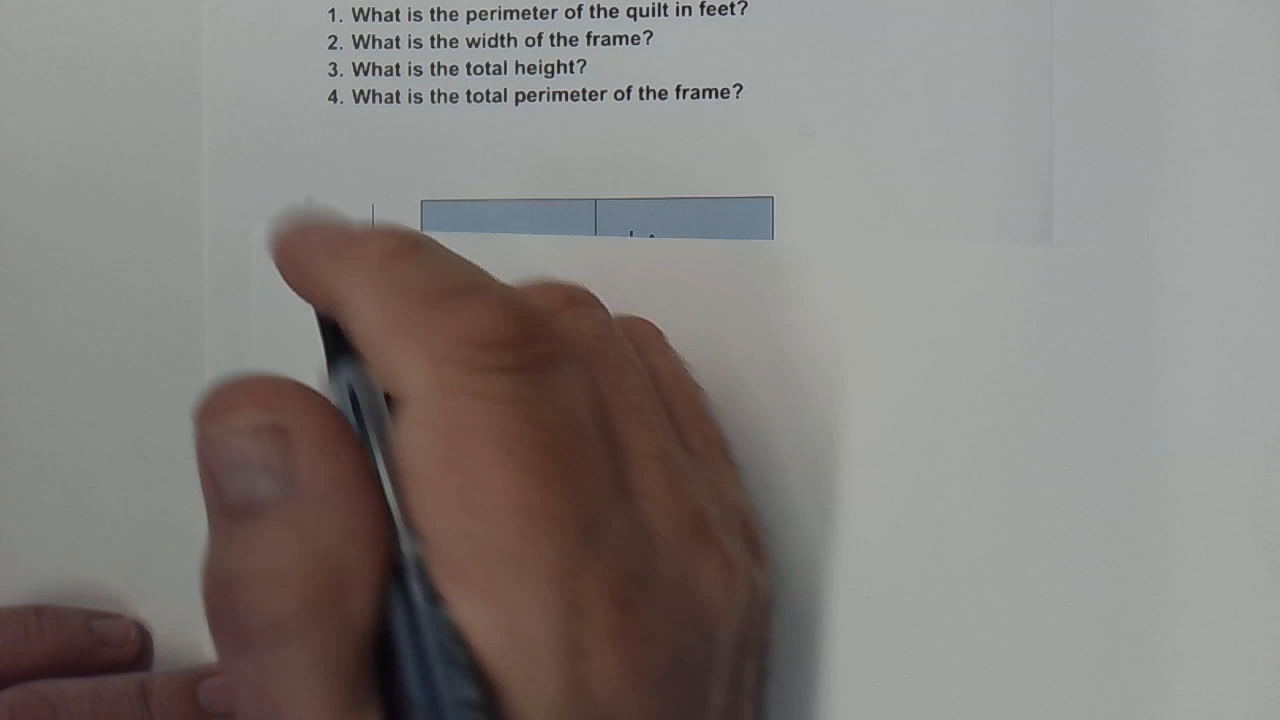 1. What is the perimeter of the quilt in feet?
2. What is the width of the frame?
3. What is the total height?
4. What is the total perimeter of the frame?